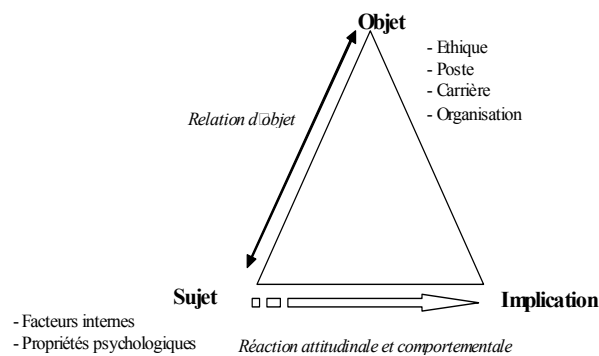 Objet
- Ethique
- Poste
- Carrière
- Organisation
Relation d□objet
Sujet
Implication
- Facteurs internes
- Propriétés psychologiques
Réaction attitudinale et comportementale